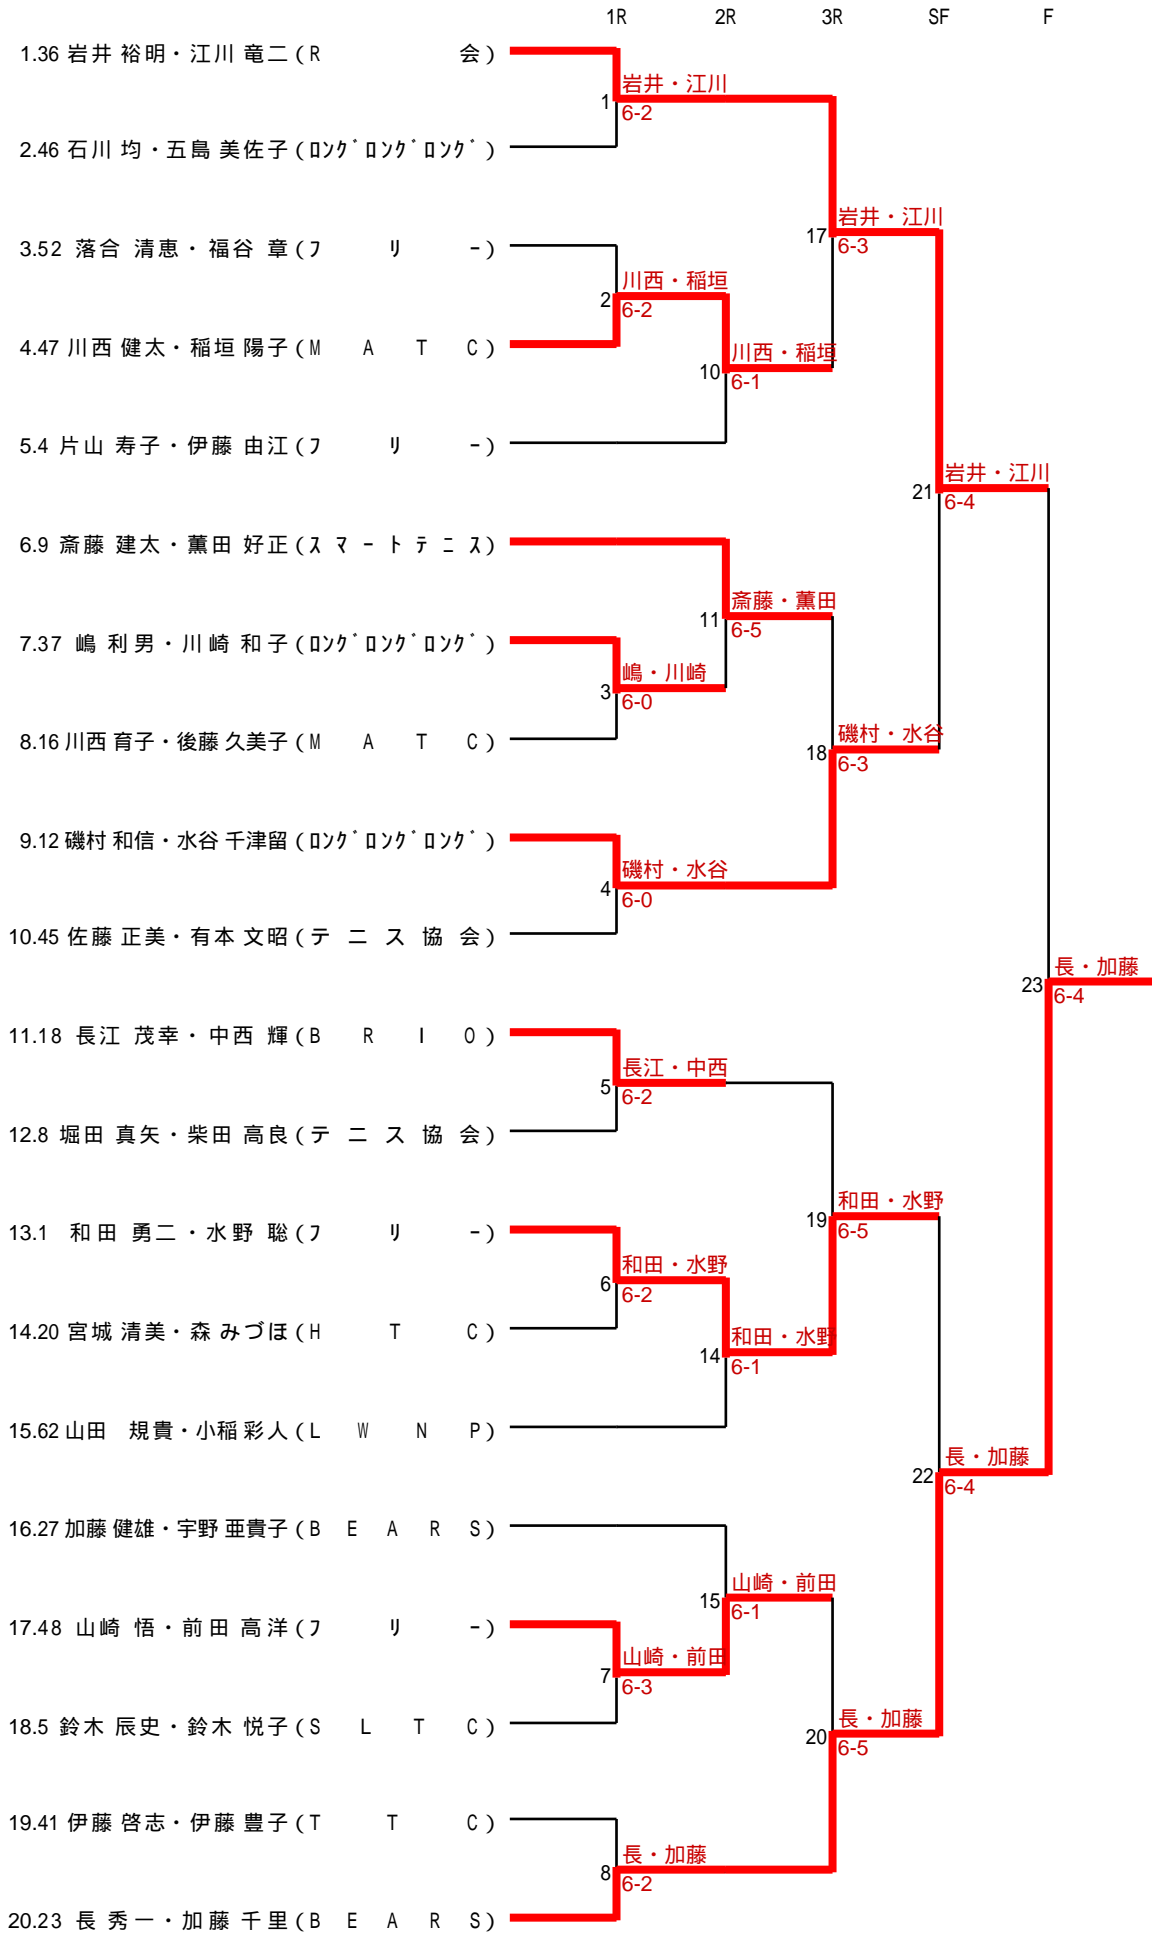 1R 2R 3R SF F
1.36 岩井 裕明・江川 竜二 (R 会)
岩井・江川
1
6-2
2.46 石川 均・五島 美佐子 (ﾛﾝｸﾞﾛﾝｸﾞﾛﾝｸﾞ)
岩井・江川
17
6-3
3.52 落合 清恵・福谷 章 (ﾌ ﾘ ｰ)
川西・稲垣
2
6-2
4.47 川西 健太・稲垣 陽子 (M A T C)
川西・稲垣
10
6-1
5.4 片山 寿子・伊藤 由江 (ﾌ ﾘ ｰ)
岩井・江川
21
6-4
6.9 斎藤 建太・薫田 好正 (ｽ ﾏ ｰ ﾄ ﾃ ﾆ ｽ)
斎藤・薫田
11
6-5
7.37 嶋 利男・川崎 和子 (ﾛﾝｸﾞﾛﾝｸﾞﾛﾝｸﾞ)
嶋・川崎
3
6-0
8.16 川西 育子・後藤 久美子 (M A T C)
磯村・水谷
18
6-3
9.12 磯村 和信・水谷 千津留 (ﾛﾝｸﾞﾛﾝｸﾞﾛﾝｸﾞ)
磯村・水谷
4
6-0
10.45 佐藤 正美・有本 文昭 (テ ニ ス 協 会)
長・加藤
23
6-4
11.18 長江 茂幸・中西 輝 (B R I O)
長江・中西
5
6-2
12.8 堀田 真矢・柴田 高良 (テ ニ ス 協 会)
和田・水野
19
6-5
13.1 和田 勇二・水野 聡 (ﾌ ﾘ ｰ)
和田・水野
6
6-2
14.20 宮城 清美・森 みづほ (H T C)
和田・水野
14
6-1
15.62 山田　規貴・小稲 彩人 (L W N P)
長・加藤
22
6-4
16.27 加藤 健雄・宇野 亜貴子 (B E A R S)
山崎・前田
15
6-1
17.48 山崎 悟・前田 高洋 (ﾌ ﾘ ｰ)
山崎・前田
7
6-3
18.5 鈴木 辰史・鈴木 悦子 (S L T C)
長・加藤
20
6-5
19.41 伊藤 啓志・伊藤 豊子 (T T C)
長・加藤
8
6-2
20.23 長 秀一・加藤 千里 (B E A R S)